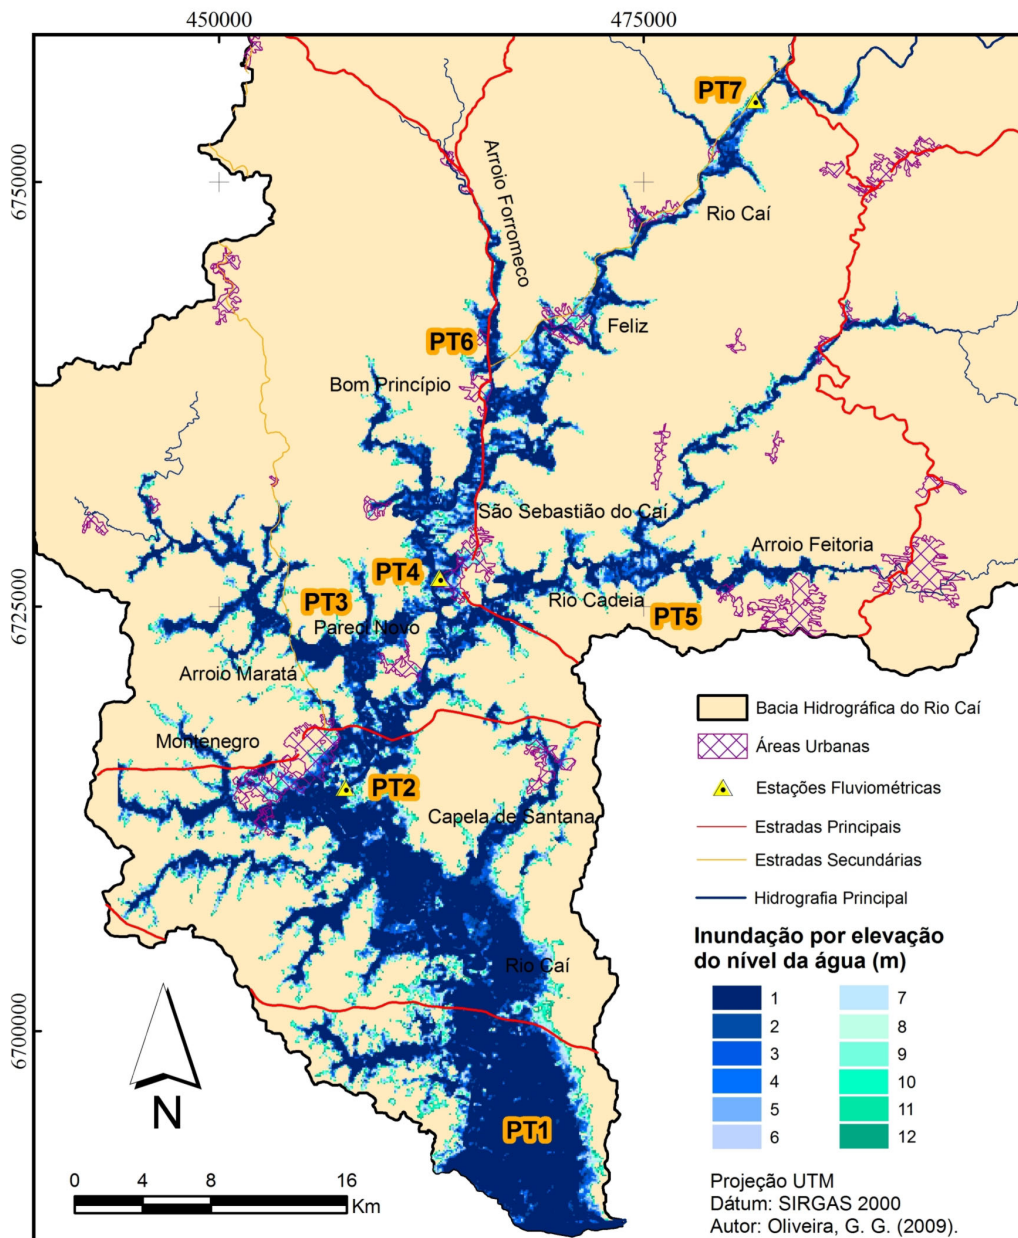 450000
475000
PT7
6750000
Arroio Forromeco
Rio Caí
Feliz
PT6
Bom Princípio
São Sebastião do Caí
Arroio Feitoria
PT4
PT3
Rio Cadeia
6725000
PT5
Pareci Novo
Arroio Maratá
Bacia Hidrográfica do Rio Caí
Montenegro
Áreas Urbanas
PT2
Estações Fluviométricas
Capela de Santana
Estradas Principais
Estradas Secundárias
Hidrografia Principal
Inundação por elevação
do nível da água (m)
Rio Caí
1
7
2
8
6700000
3
9
4
10
5
11
N
PT1
6
12
0
4
8
16
Km
Projeção UTM
Dátum: SIRGAS 2000
Autor: Oliveira, G. G. (2009).